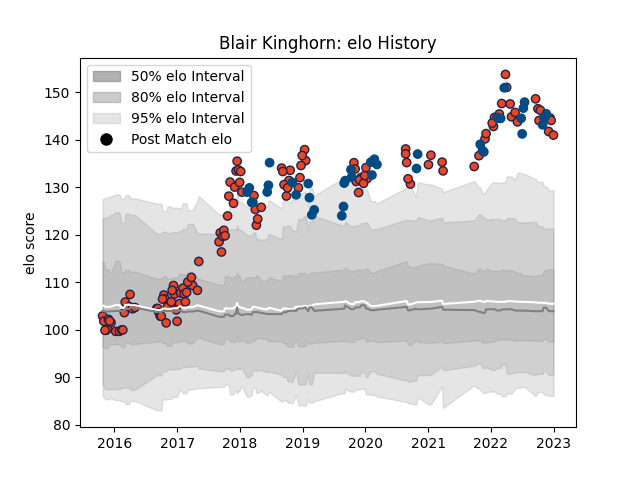 Blair Kinghorn: elo History
50% elo Interval
80% elo Interval
95% elo Interval
Post Match elo
elo score
150
140
130
120
110
100
90
80
2016 2017 2018 2019 2020 2021 2022 2023